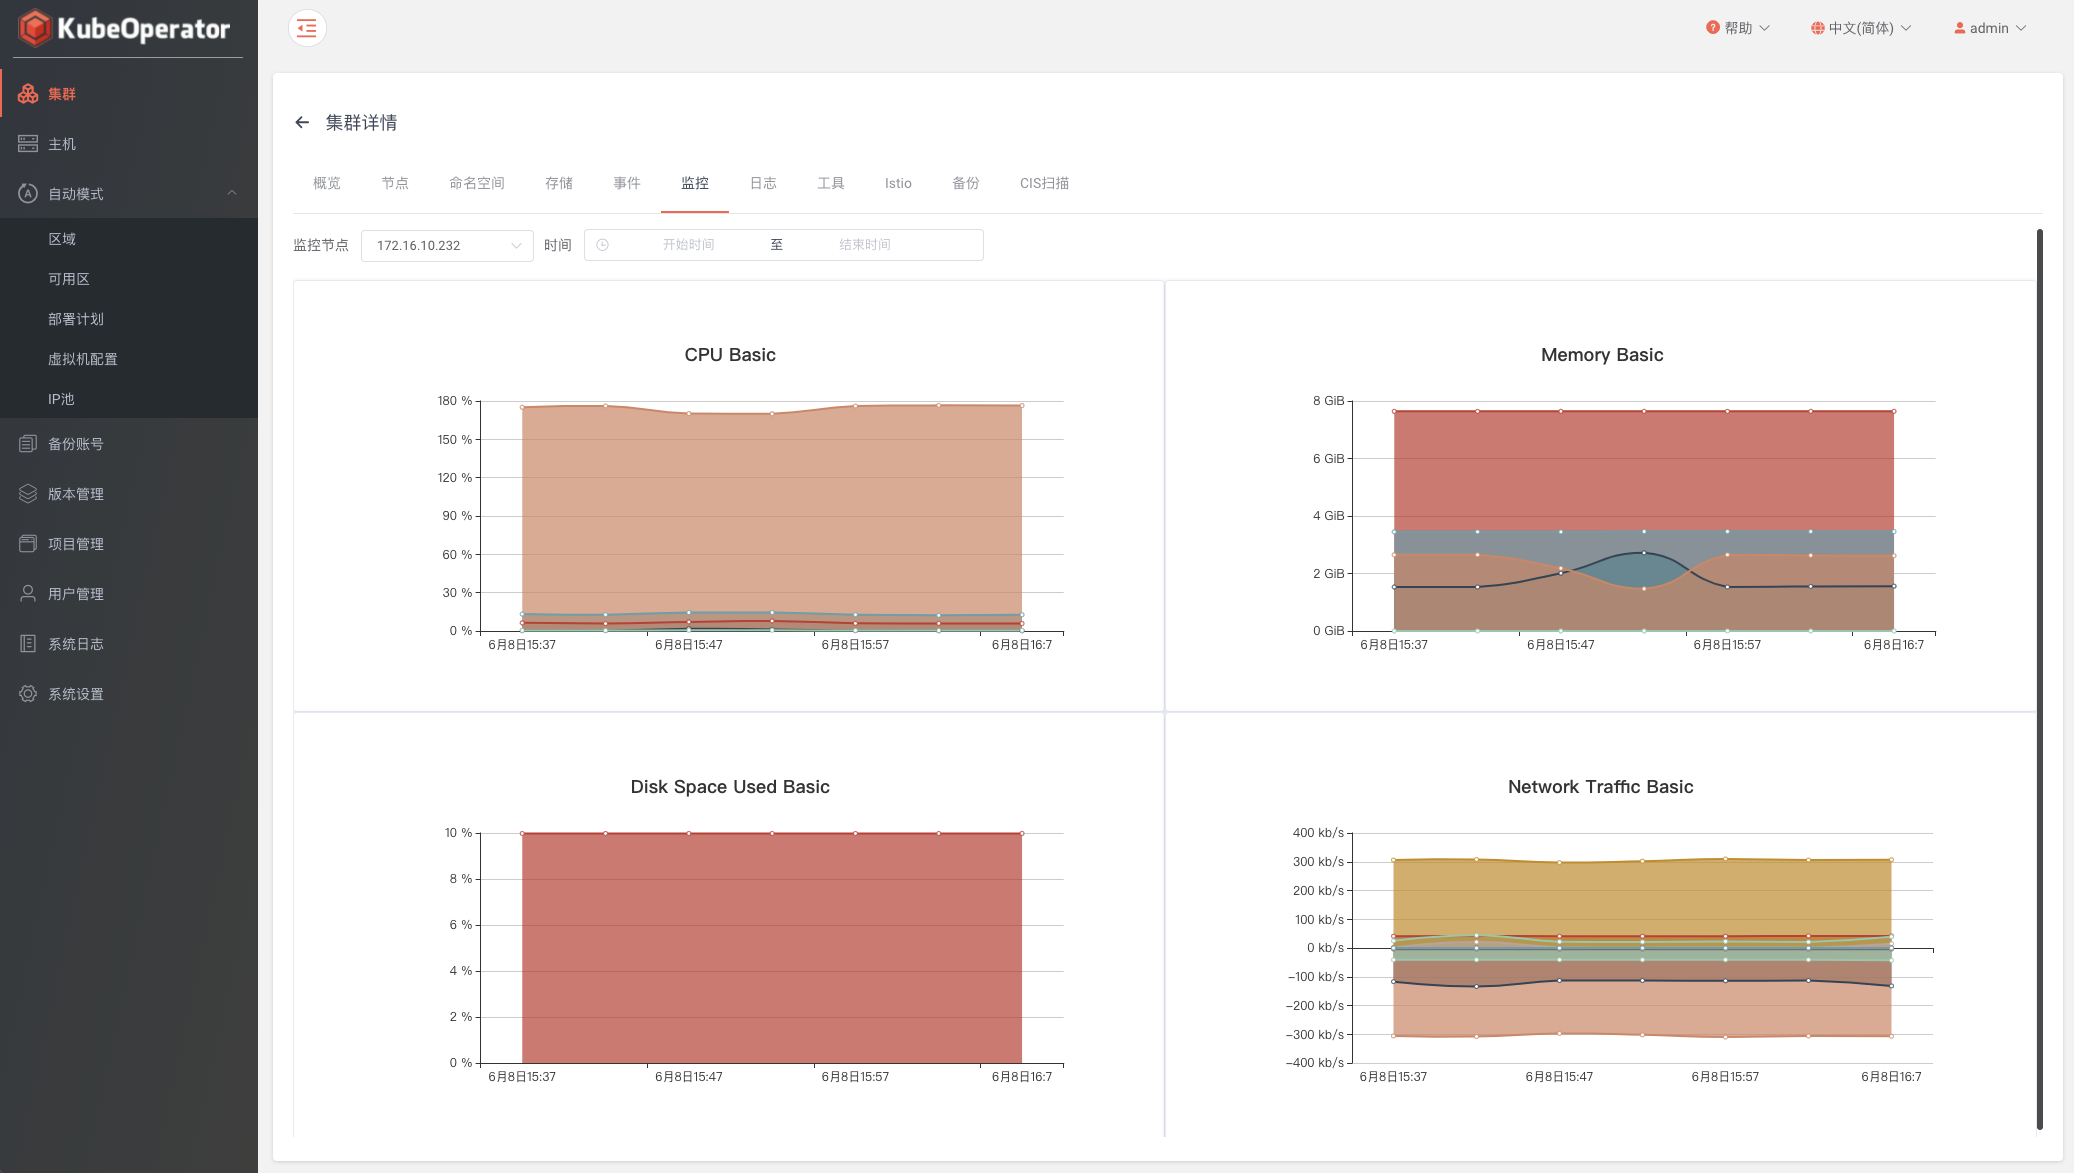 KubeOperator
帮助
中文(简体)
admin
集群
主机
自动模式
区域
可用区
部署计划
虚拟机配置
IP池
备份账号
版本管理
项目管理
用户管理
系统日志
系统设置
集群详情
概览 节点 命名空间 存储 事件 监控 日志 工具 Istio 备份 CIS扫描
监控节点 172.16.10.232 时间 开始时间 至 结束时间
CPU Basic
180 %
150 %
120 %
90 %
60 %
30 %
0 %
6月8日15:37 6月8日15:47 6月8日15:57 6月8日16:7
Memory Basic
8 GiB
6 GiB
4 GiB
2 GiB
0 GiB
6月8日15:37 6月8日15:47 6月8日15:57 6月8日16:7
Disk Space Used Basic
10 %
8 %
6 %
4 %
2 %
0 %
6月8日15:37 6月8日15:47 6月8日15:57 6月8日16:7
Network Traffic Basic
400 kb/s
300 kb/s
200 kb/s
100 kb/s
0 kb/s
-100 kb/s
-200 kb/s
-300 kb/s
-400 kb/s
6月8日15:37 6月8日15:47 6月8日15:57 6月8日16:7